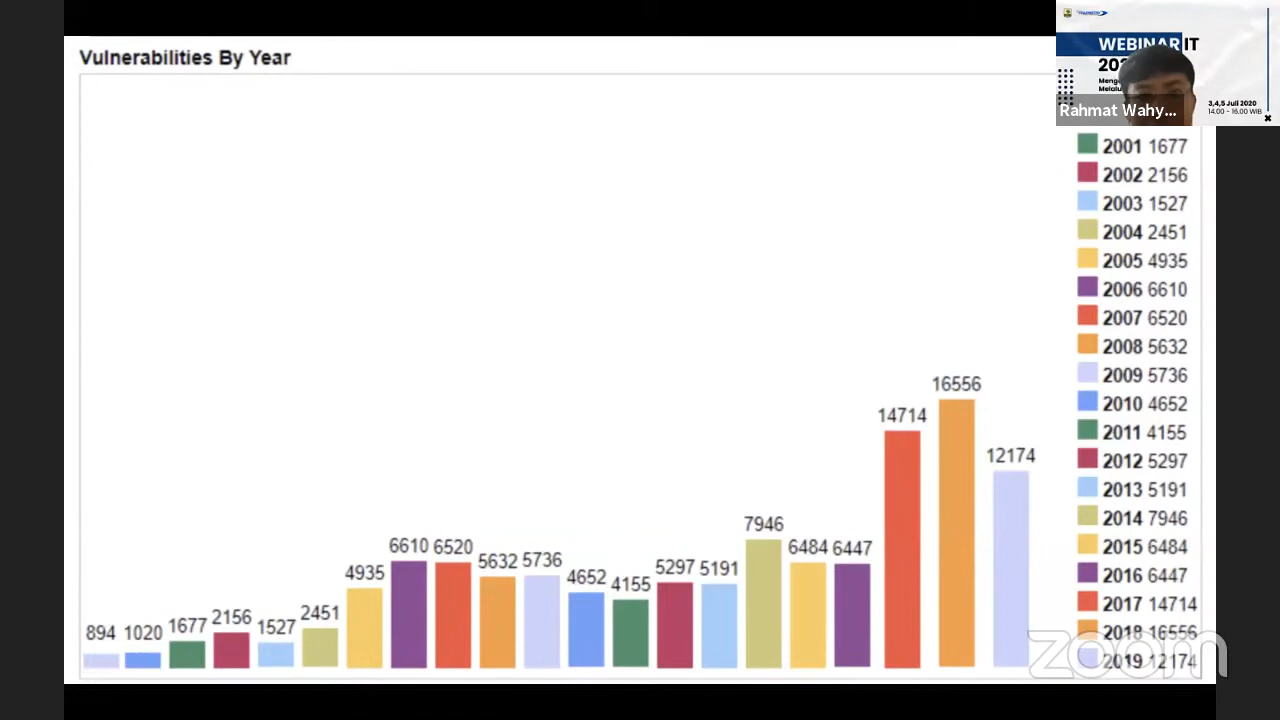 Vulnerabilities By Year
WEBINAR IT
3,4,5 Juli 2020
14.00 - 16.00 WIB
Rahmat Wahy...
2001 1677
2002 2156
2003 1527
2004 2451
2005 4935
2006 6610
2007 6520
2008 5632
2009 5736
2010 4652
2011 4155
2012 5297
2013 5191
2014 7946
2015 6484
2016 6447
2017 14714
2018 16556
2019 12174
894 1020 1677 2156 1527 2451 4935 6610 6520 5632 5736 4652 4155 5297 5191 7946 6484 6447 14714 16556 12174
zoom